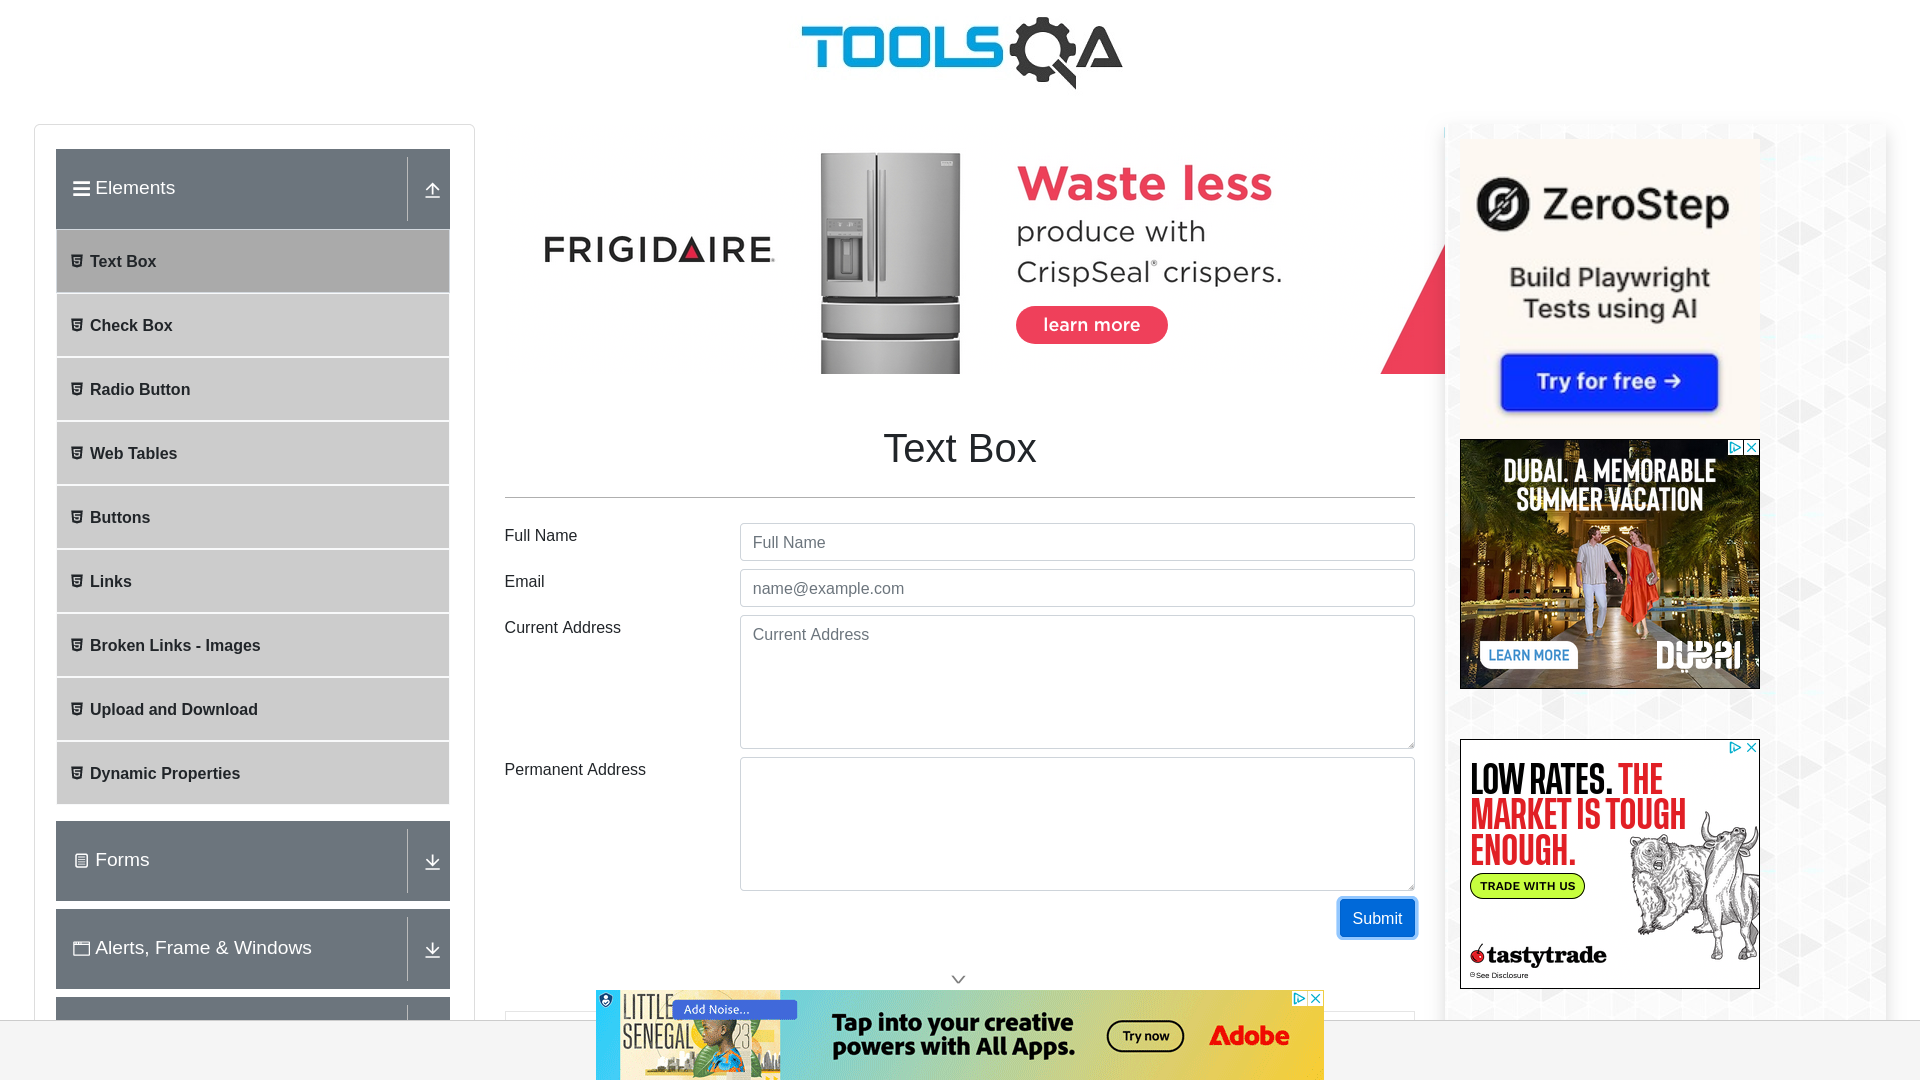 TOOLSQA
Elements
Text Box
Check Box
Radio Button
Web Tables
Buttons
Links
Broken Links - Images
Upload and Download
Dynamic Properties
Forms
Alerts, Frame & Windows
FRIGIDAIRE
Waste less
produce with
CrispSeal® crispers.
learn more
Text Box
Full Name
Full Name
Email
name@example.com
Current Address
Current Address
Permanent Address
Submit
ZeroStep
Build Playwright
Tests using AI
Try for free →
DUBAI. A MEMORABLE
SUMMER VACATION
LEARN MORE
DUBAI
LOW RATES. THE
MARKET IS TOUGH
ENOUGH.
TRADE WITH US
tastytrade
See Disclosure
LITTLE
SENEGAL
Add Noise...
23
Tap into your creative
powers with All Apps.
Try now
Adobe